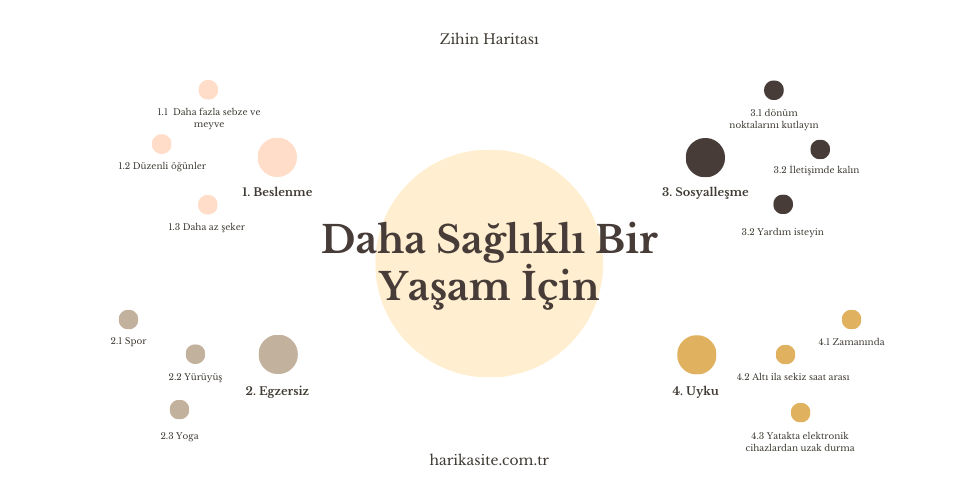 Zihin Haritası
1.1 Daha fazla sebze ve
meyve
1.2 Düzenli öğünler
1. Beslenme
1.3 Daha az şeker
3.1 dönüm
noktalarını kutlayın
3.2 İletişimde kalın
3. Sosyalleşme
3.2 Yardım isteyin
Daha Sağlıklı Bir
Yaşam İçin
2.1 Spor
2.2 Yürüyüş
2. Egzersiz
2.3 Yoga
4.1 Zamanında
4.2 Altı ila sekiz saat arası
4. Uyku
4.3 Yatakta elektronik
cihazlardan uzak durma
harikasite.com.tr